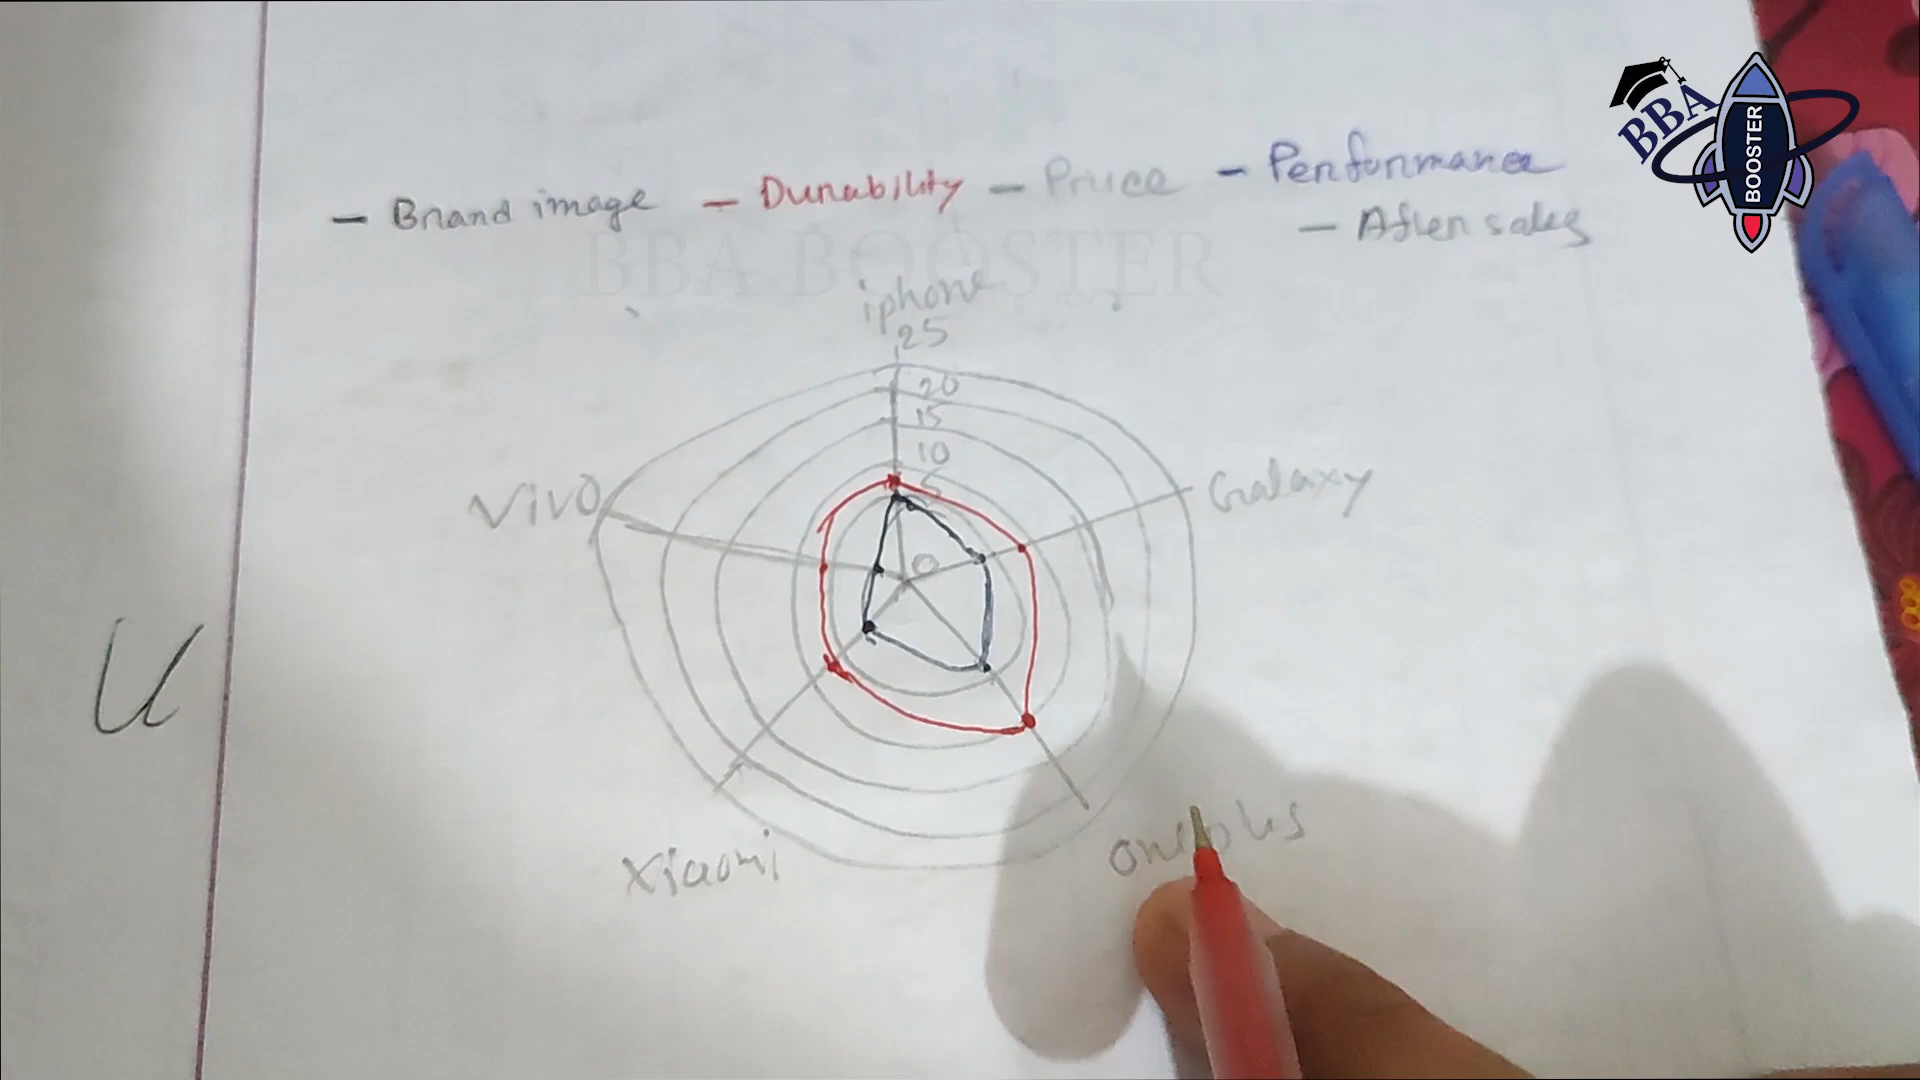 BBA
BOOSTER
- Brand image - Durability - Price - Performance
- After sales
BBA BOOSTER
iphone
25
20
15
10
5
0
Galaxy
Vivo
Xiaomi
oneplus